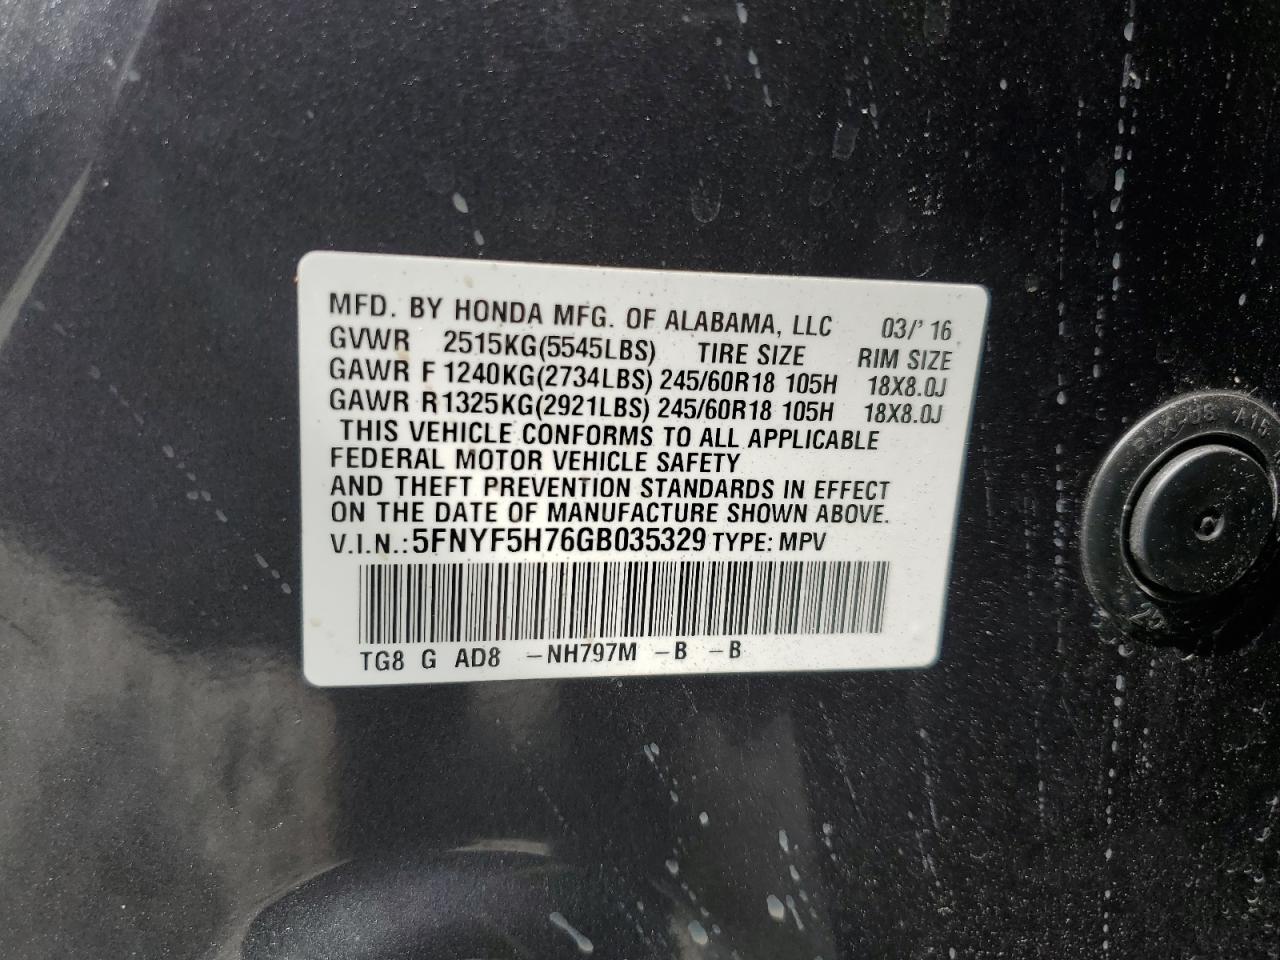 MFD. BY HONDA MFG. OF ALABAMA, LLC 03/' 16
GVWR 2515KG(5545LBS) TIRE SIZE RIM SIZE
GAWR F 1240KG(2734LBS) 245/60R18 105H 18X8.0J
GAWR R1325KG(2921LBS) 245/60R18 105H 18X8.0J
THIS VEHICLE CONFORMS TO ALL APPLICABLE
FEDERAL MOTOR VEHICLE SAFETY
AND THEFT PREVENTION STANDARDS IN EFFECT
ON THE DATE OF MANUFACTURE SHOWN ABOVE.
V.I.N.: 5FNYF5H76GB035329 TYPE: MPV
TG8 G AD8 -NH797M -B -B